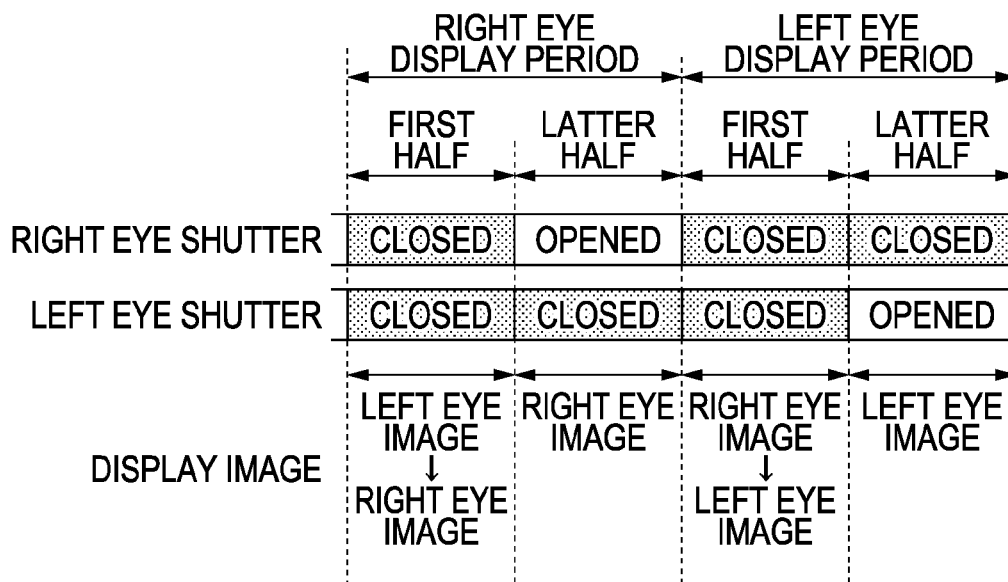 RIGHT EYE
DISPLAY PERIOD
LEFT EYE
DISPLAY PERIOD
FIRST
HALF
LATTER
HALF
FIRST
HALF
LATTER
HALF
RIGHT EYE SHUTTER
CLOSED
OPENED
CLOSED
CLOSED
LEFT EYE SHUTTER
CLOSED
CLOSED
CLOSED
OPENED
DISPLAY IMAGE
LEFT EYE
IMAGE
↓
RIGHT EYE
IMAGE
RIGHT EYE
IMAGE
RIGHT EYE
IMAGE
↓
LEFT EYE
IMAGE
LEFT EYE
IMAGE